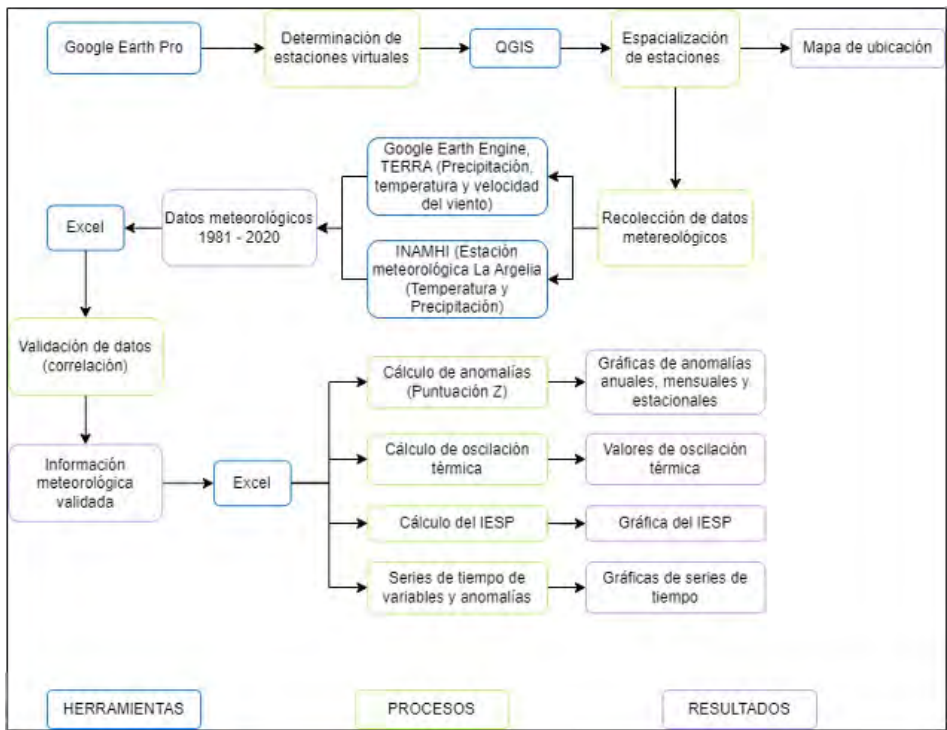 Google Earth Pro
Determinación de
estaciones virtuales
QGIS
Espacialización
de estaciones
Mapa de ubicación
Google Earth Engine,
TERRA (Precipitación,
temperatura y velocidad
del viento)
Recolección de datos
metereológicos
Datos meteorológicos
1981 - 2020
Excel
INAMHI (Estación
meteorológica La Argelia
(Temperatura y
Precipitación)
Validación de datos
(correlación)
Información
meteorológica
validada
Excel
Cálculo de anomalías
(Puntuación Z)
Gráficas de anomalías
anuales, mensuales y
estacionales
Cálculo de oscilación
térmica
Valores de oscilación
térmica
Cálculo del IESP
Gráfica del IESP
Series de tiempo de
variables y anomalías
Gráficas de series de
tiempo
HERRAMIENTAS
PROCESOS
RESULTADOS